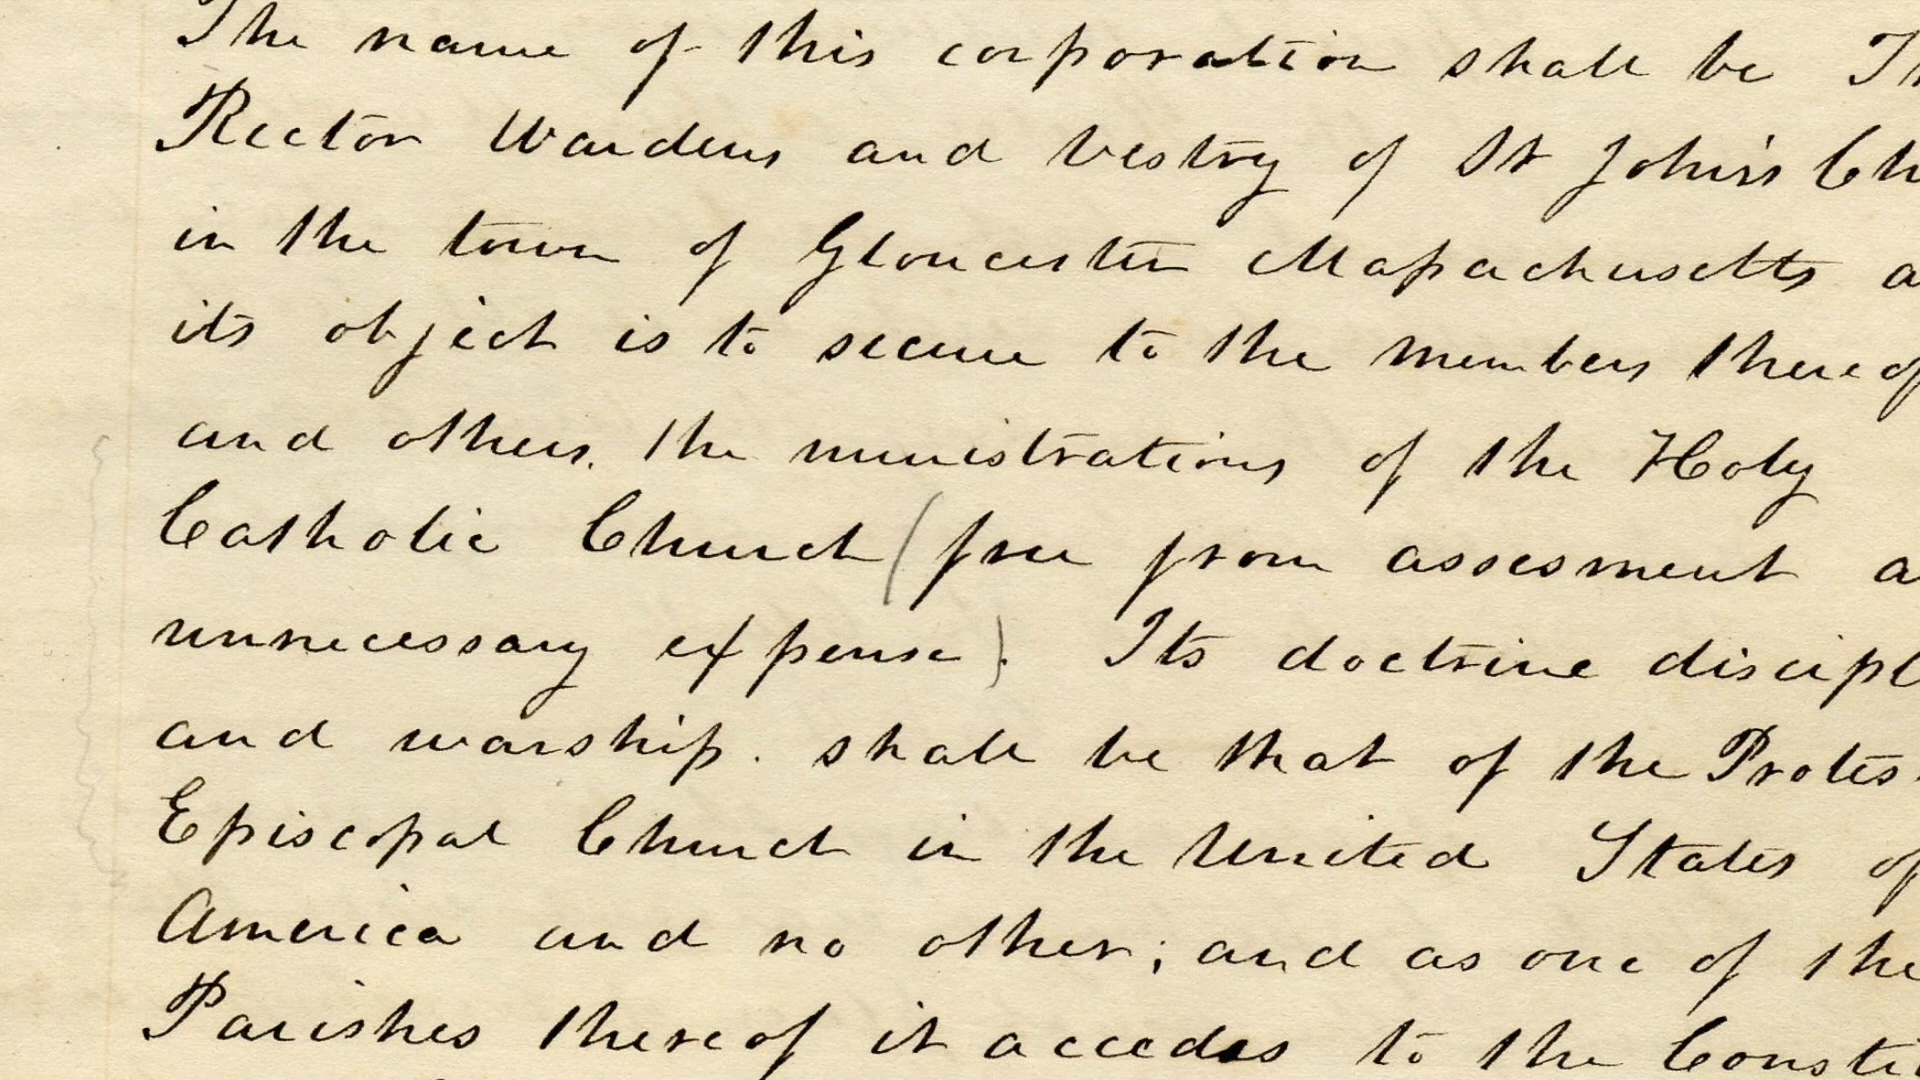 The name of this corporation shall be Th
Rector Wardens and Vestry of St John's Ch
in the town of Gloucester Massachusetts a
its object is to secure to the members thereof
and others. the ministrations of the Holy
Catholic Church (free from assesment a
unnecessary expense). Its doctrine discipl
and worship. shall be that of the Protes
Episcopal Church in the United States of
America and no other; and as one of the
Parishes thereof it accedes to the Consti